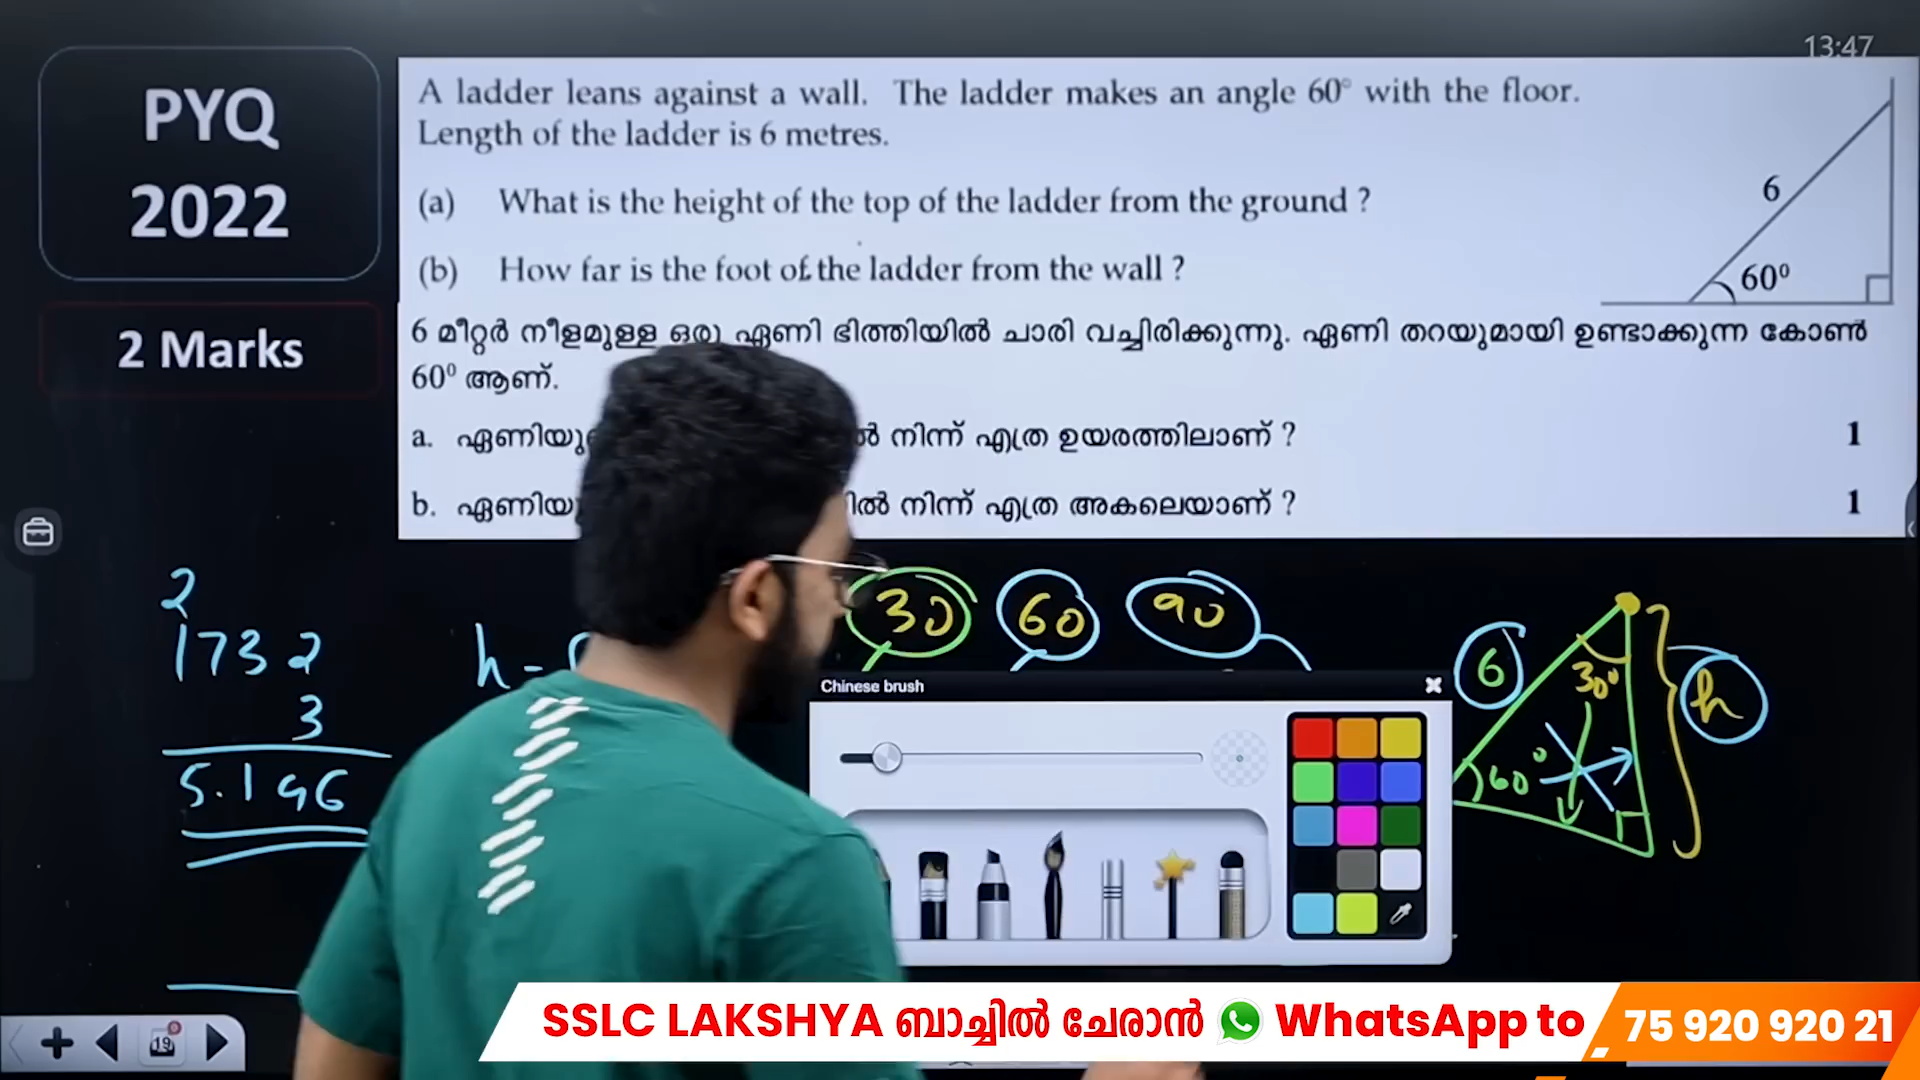 13:47
PYQ
2022
2 Marks
A ladder leans against a wall. The ladder makes an angle 60° with the floor.
Length of the ladder is 6 metres.
(a) What is the height of the top of the ladder from the ground ?
(b) How far is the foot of the ladder from the wall ?
6
60⁰
6 മീറ്റർ നീളമുള്ള ഒരു ഏണി ഭിത്തിയിൽ ചാരി വച്ചിരിക്കുന്നു. ഏണി തറയുമായി ഉണ്ടാക്കുന്ന കോൺ
60⁰ ആണ്.
a. നിന്ന് എത്ര ഉയരത്തിലാണ് ? 1
b. നിന്ന് എത്ര അകലെയാണ് ? 1
2
1732
3
5.196
h -
30 60 90
6
30°
60°
h
Chinese brush
19
SSLC LAKSHYA ബാച്ചിൽ ചേരാൻ WhatsApp to 75 920 920 21